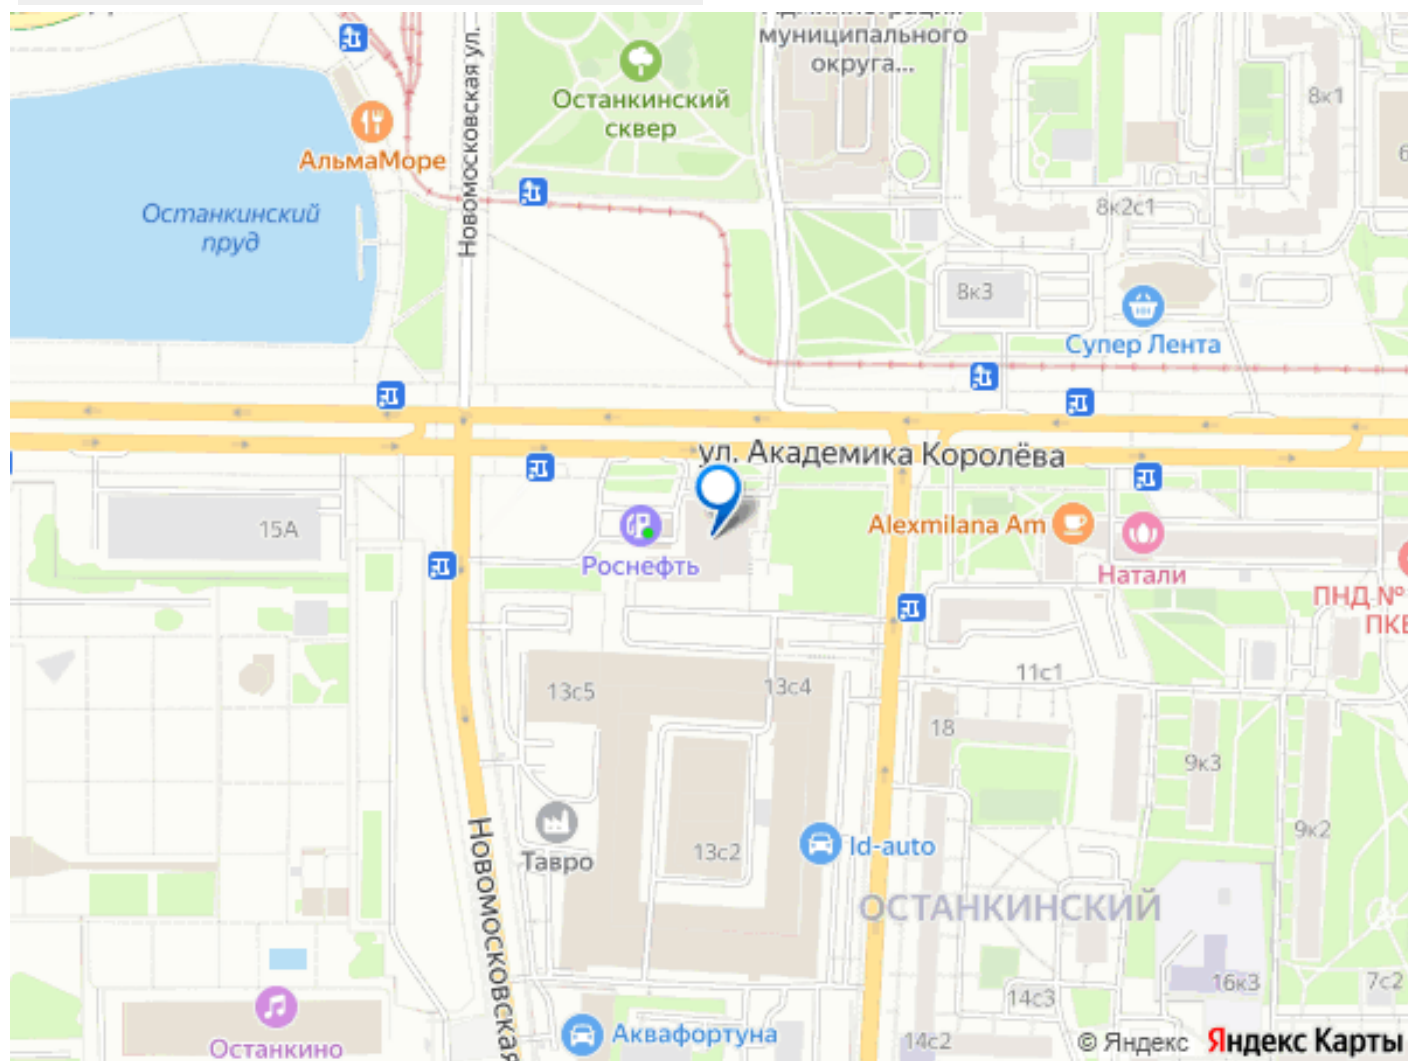 муниципального
округа...
8к1
Останкинский
сквер
Новомосковская ул.
АльмаМоре
Останкинский
пруд
8к2с1
8к3
Супер Лента
ул. Академика Королёва
15А
Роснефть
Alexmilana Am
Натали
ПНД №
13с5
13с4
11с1
18
9к3
9к2
Тавро
13с2
Id-auto
Новомосковская
ОСТАНКИНСКИЙ
16к3
7с2
14с3
Останкино
Аквафортуна
14с2
© Яндекс Яндекс Карты